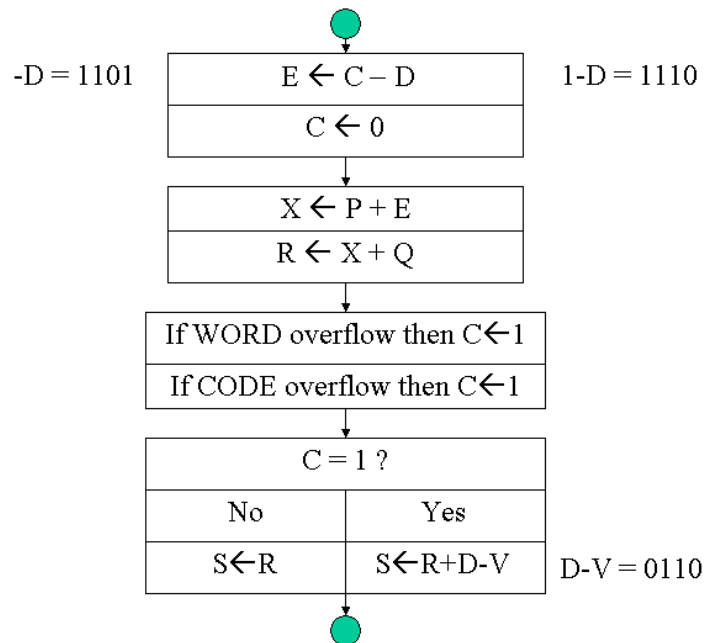 -D = 1101
E ← C – D
1-D = 1110
C ← 0
X ← P + E
R ← X + Q
If WORD overflow then C←1
If CODE overflow then C←1
C = 1 ?
No
Yes
S←R
S←R+D-V
D-V = 0110